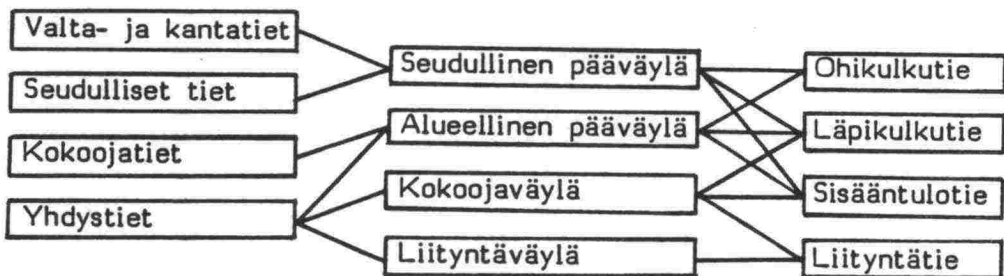 Valta- ja kantatiet
Seudulliset tiet
Kokoojatiet
Yhdystiet
Seudullinen pääväylä
Alueellinen pääväylä
Kokoojaväylä
Liityntäväylä
Ohikulkutie
Läpikulkutie
Sisääntulotie
Liityntätie